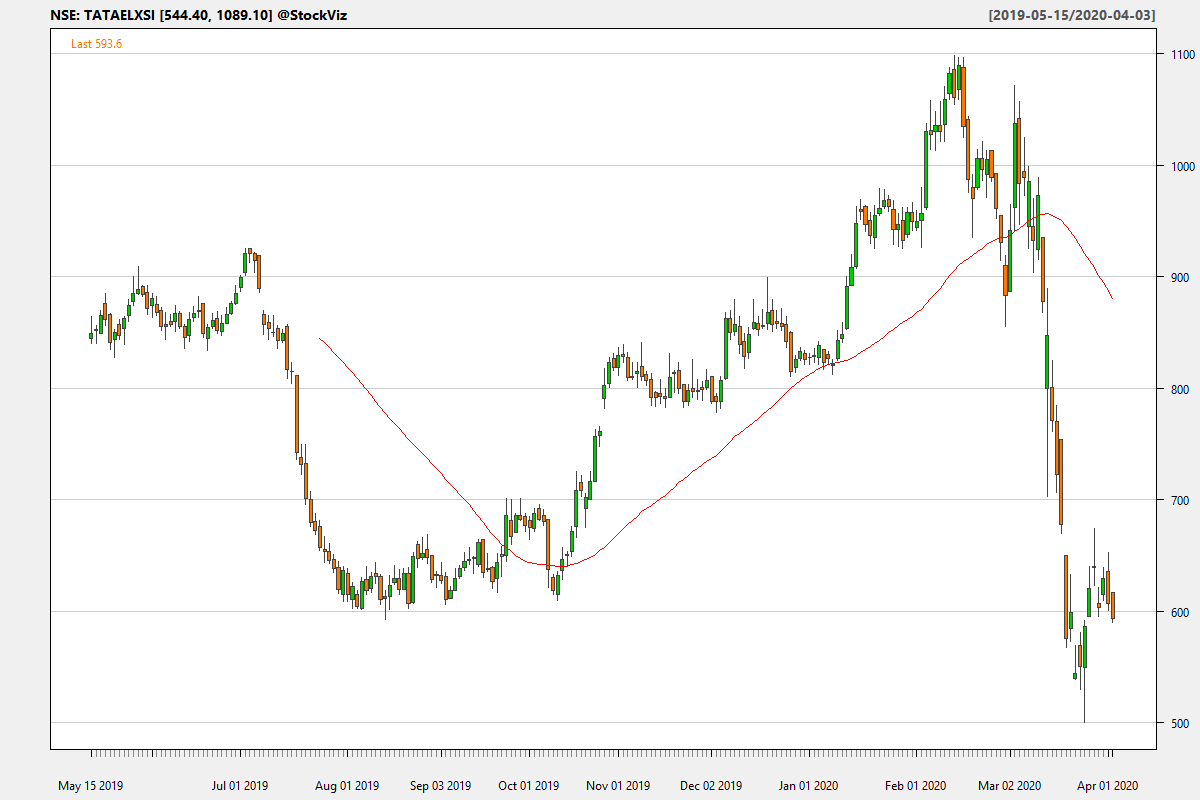 NSE: TATAELXSI [544.40, 1089.10] @StockViz [2019-05-15/2020-04-03]
Last 593.6
1100
1000
900
800
700
600
500
May 15 2019 Jul 01 2019 Aug 01 2019 Sep 03 2019 Oct 01 2019 Nov 01 2019 Dec 02 2019 Jan 01 2020 Feb 01 2020 Mar 02 2020 Apr 01 2020